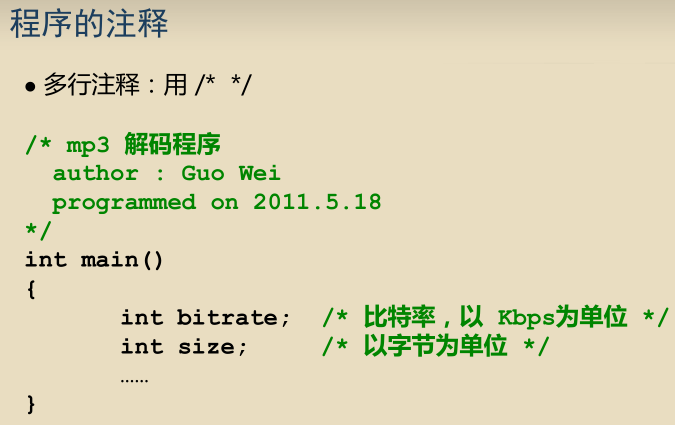 程序的注释
● 多行注释：用 /* */
/* mp3 解码程序
author : Guo Wei
programmed on 2011.5.18
*/
int main()
{
int bitrate; /* 比特率，以 Kbps为单位 */
int size; /* 以字节为单位 */
……
}